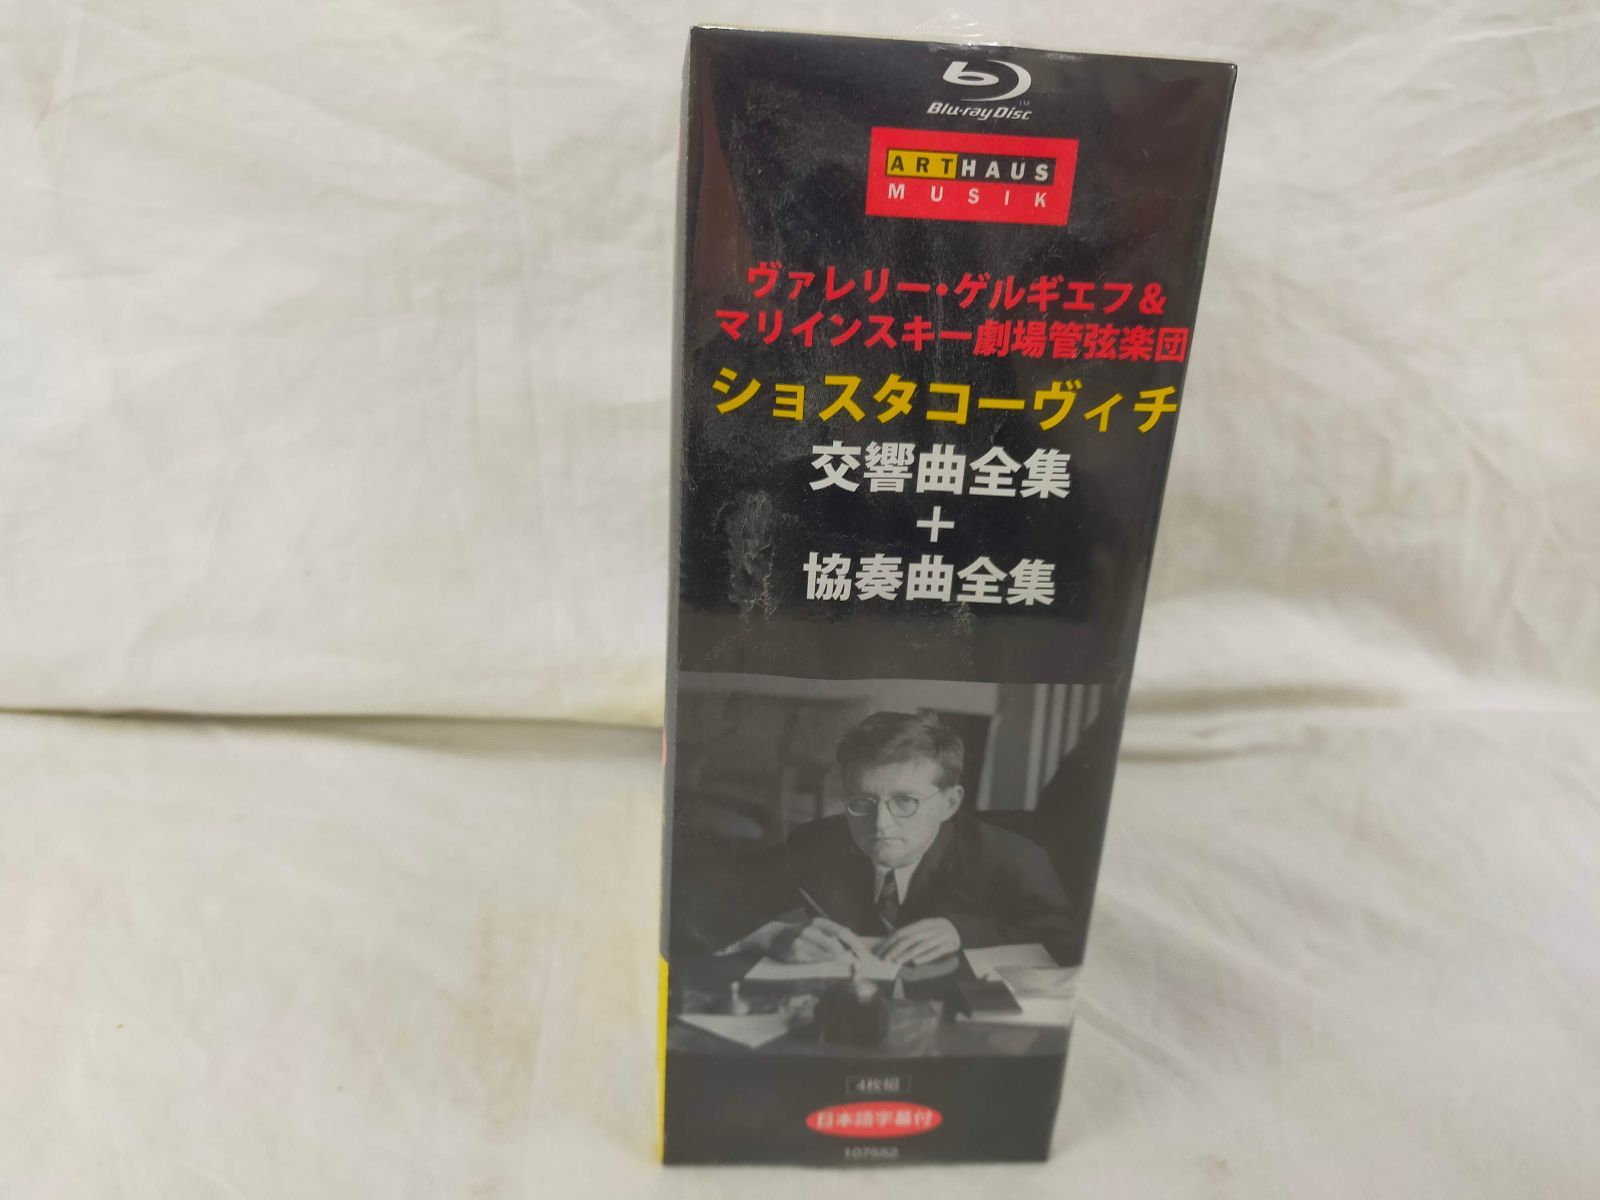 Blu-ray Disc™
ARTHAUS
MUSIK
ヴァレリー・ゲルギエフ&
マリインスキー劇場管弦楽団
ショスタコーヴィチ
交響曲全集
+
協奏曲全集
4枚組
日本語字幕付
107552